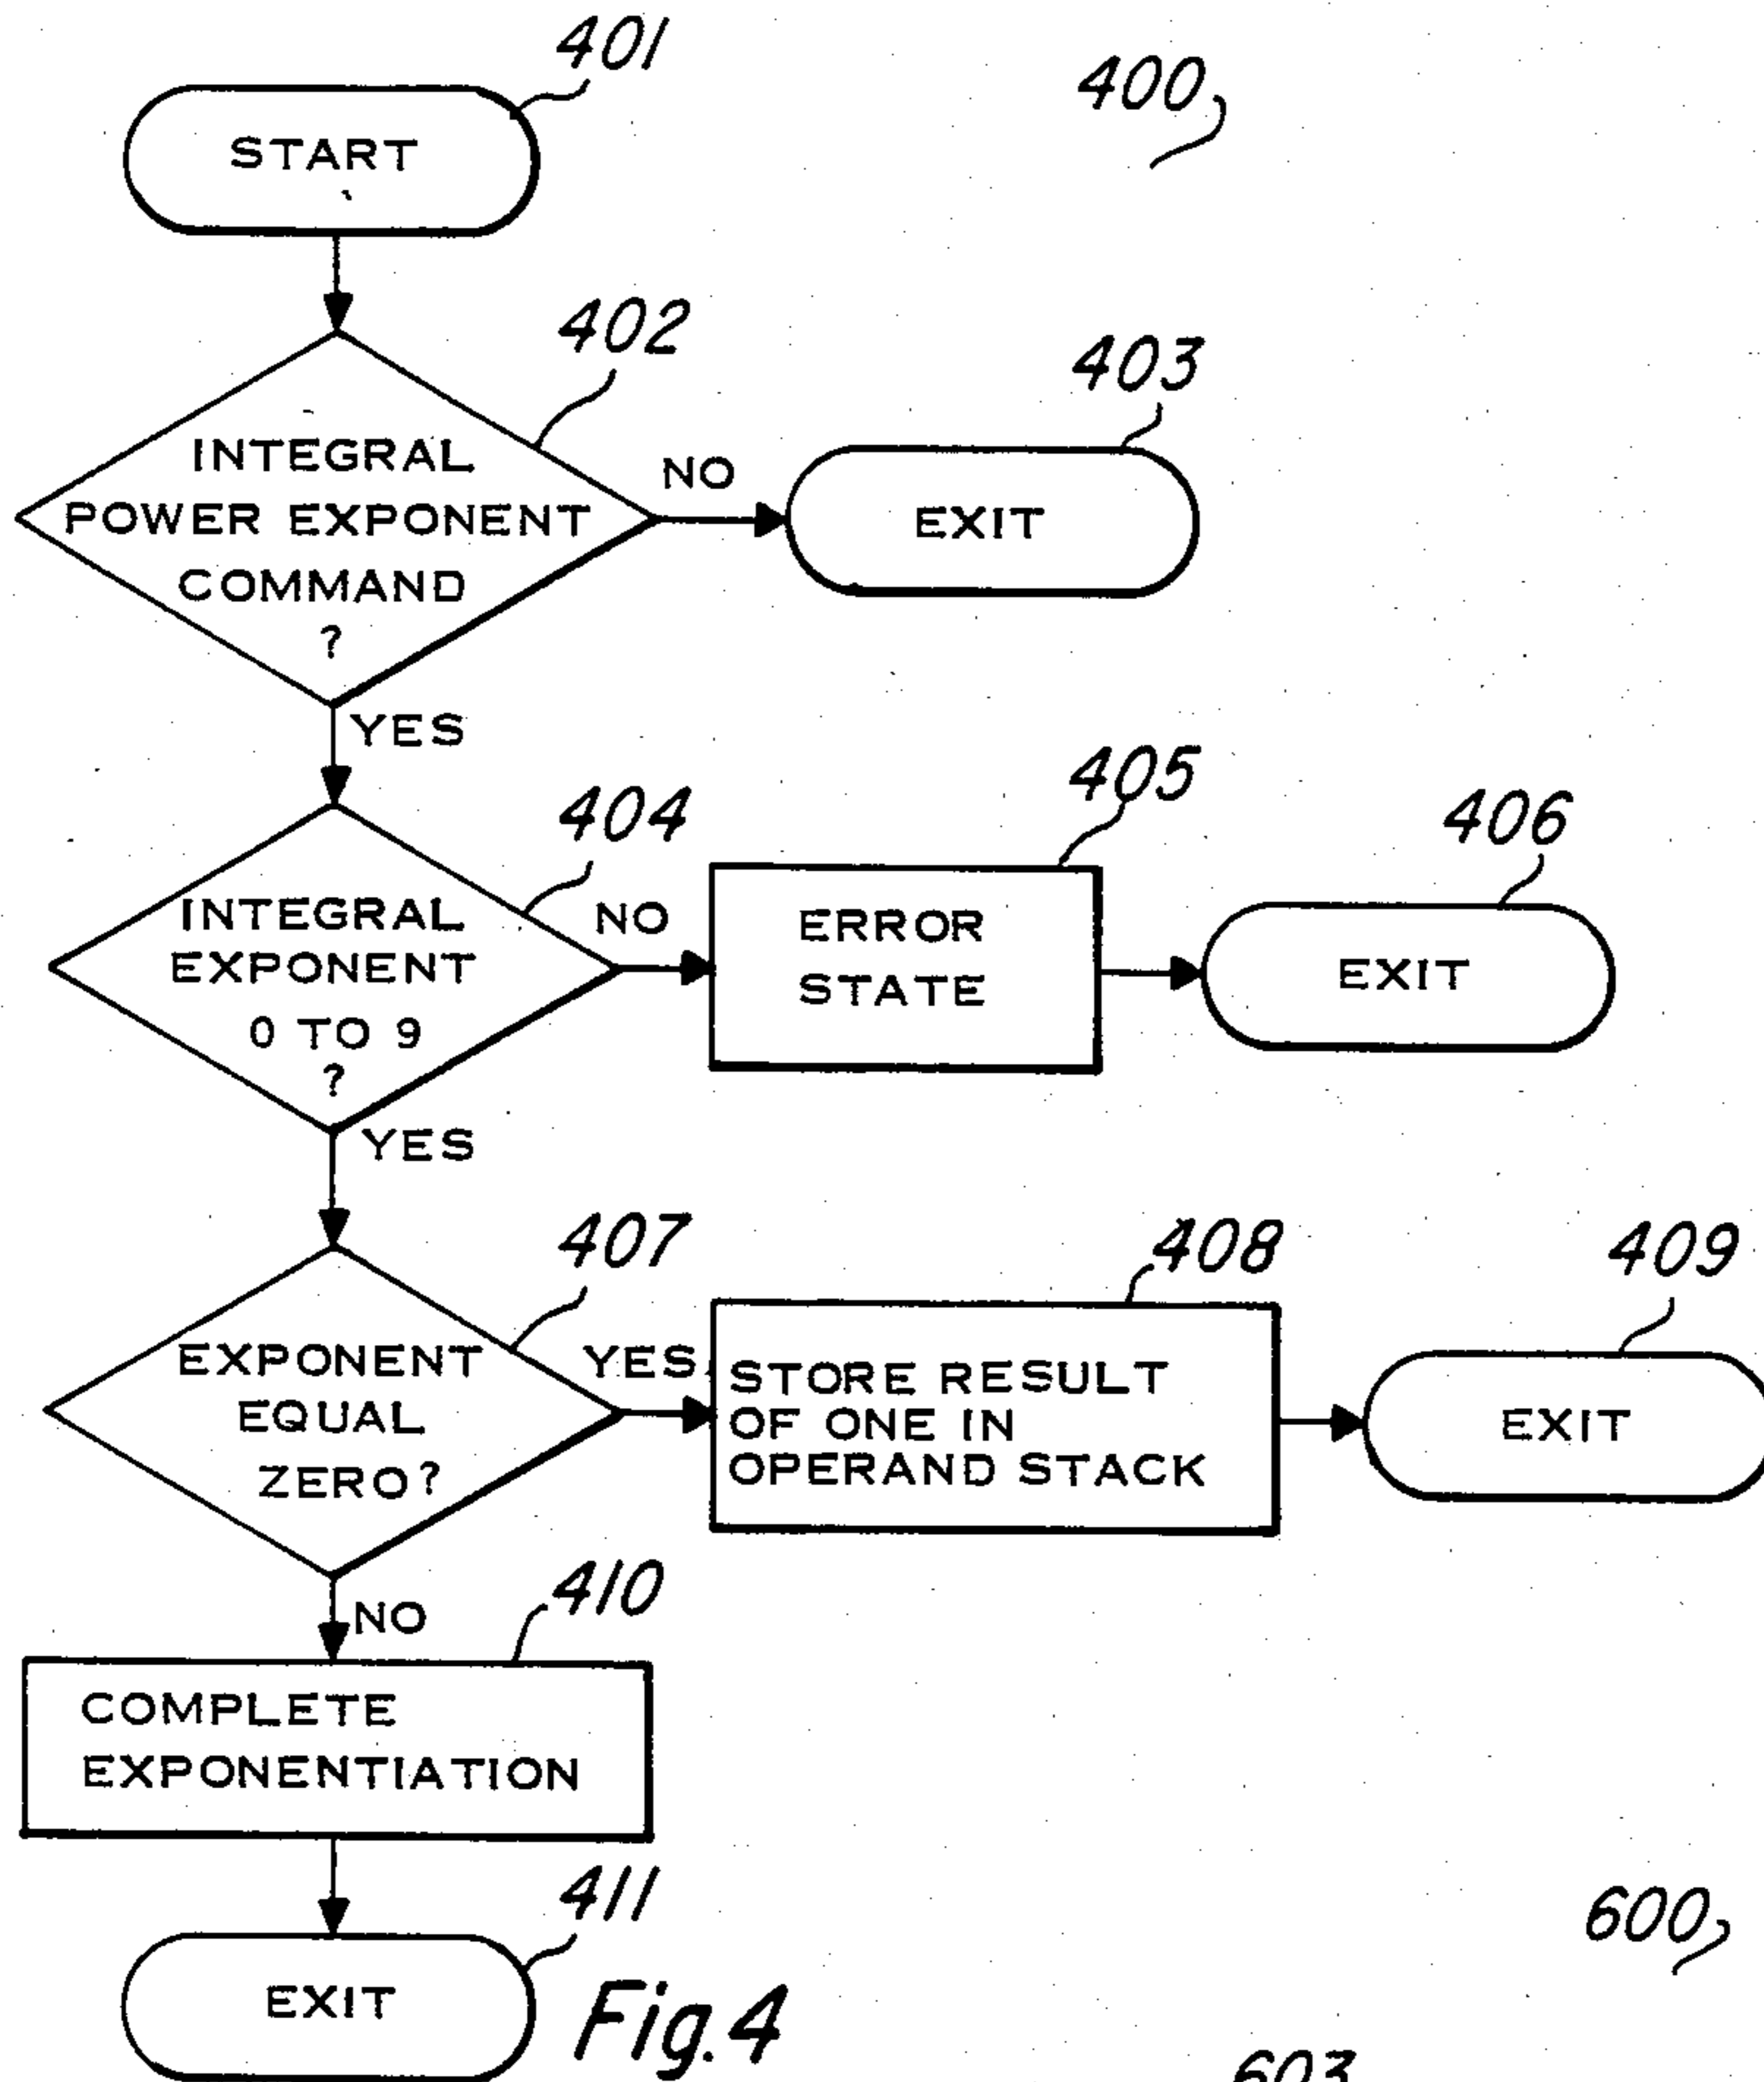 401
400
START
402
403
INTEGRAL
POWER EXPONENT
COMMAND
?
NO
EXIT
YES
404
405
406
INTEGRAL
EXPONENT
0 TO 9
?
NO
ERROR
STATE
EXIT
YES
407
408
409
EXPONENT
EQUAL
ZERO?
YES
STORE RESULT
OF ONE IN
OPERAND STACK
EXIT
NO
410
COMPLETE
EXPONENTIATION
411
EXIT
Fig.4
600
603